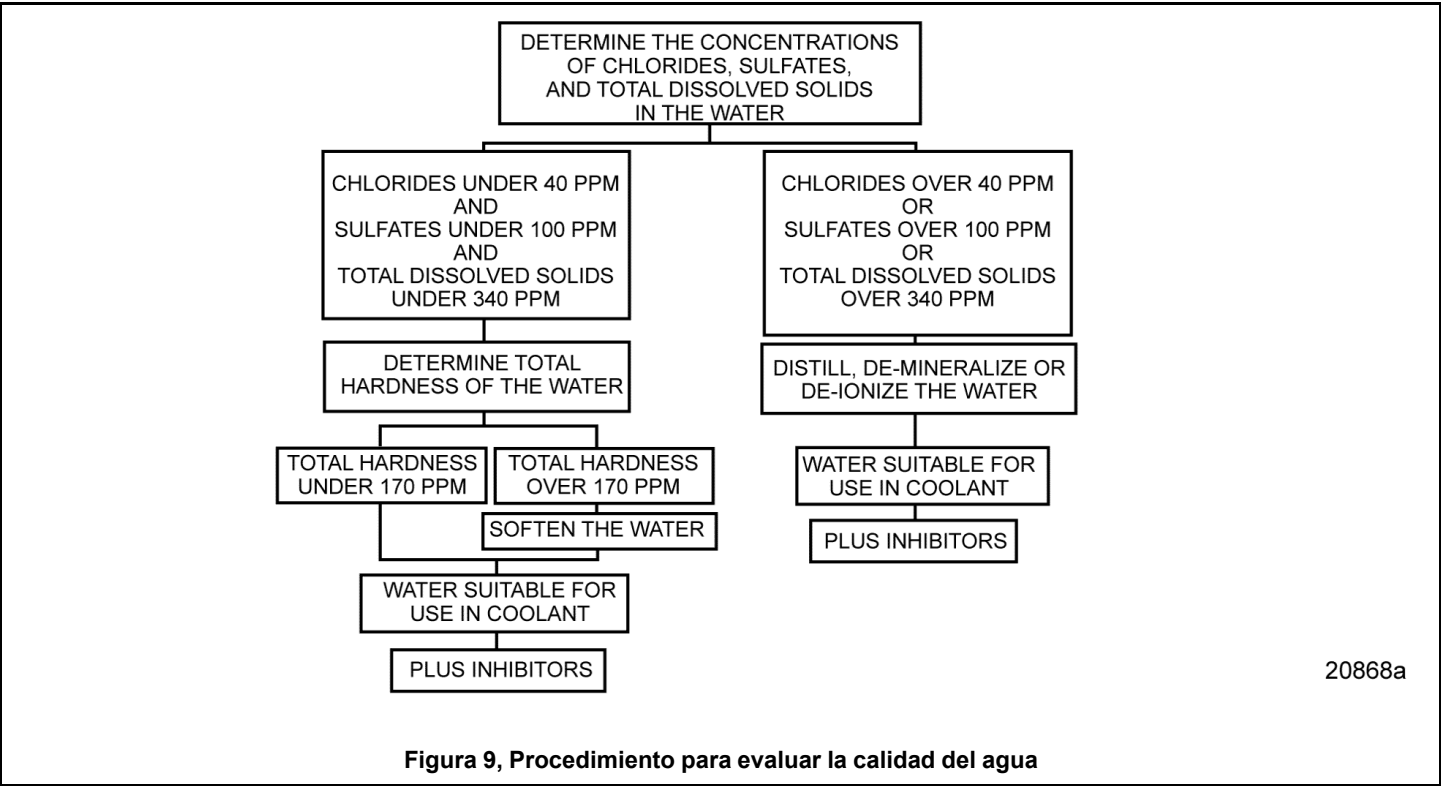 DETERMINE THE CONCENTRATIONS
OF CHLORIDES, SULFATES,
AND TOTAL DISSOLVED SOLIDS
IN THE WATER
CHLORIDES UNDER 40 PPM
AND
SULFATES UNDER 100 PPM
AND
TOTAL DISSOLVED SOLIDS
UNDER 340 PPM
CHLORIDES OVER 40 PPM
OR
SULFATES OVER 100 PPM
OR
TOTAL DISSOLVED SOLIDS
OVER 340 PPM
DETERMINE TOTAL
HARDNESS OF THE WATER
DISTILL, DE-MINERALIZE OR
DE-IONIZE THE WATER
TOTAL HARDNESS
UNDER 170 PPM
TOTAL HARDNESS
OVER 170 PPM
WATER SUITABLE FOR
USE IN COOLANT
SOFTEN THE WATER
PLUS INHIBITORS
WATER SUITABLE FOR
USE IN COOLANT
PLUS INHIBITORS
20868a
Figura 9, Procedimiento para evaluar la calidad del agua